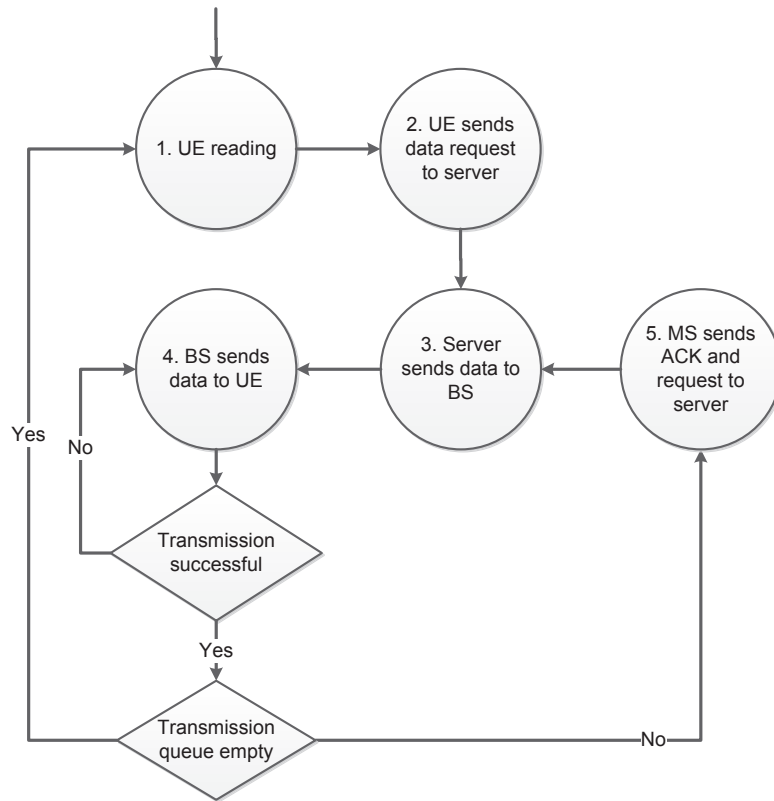 1. UE reading
2. UE sends
data request
to server
4. BS sends
data to UE
3. Server
sends data to
BS
5. MS sends
ACK and
request to
server
Yes
No
Transmission
successful
Yes
Transmission
queue empty
No